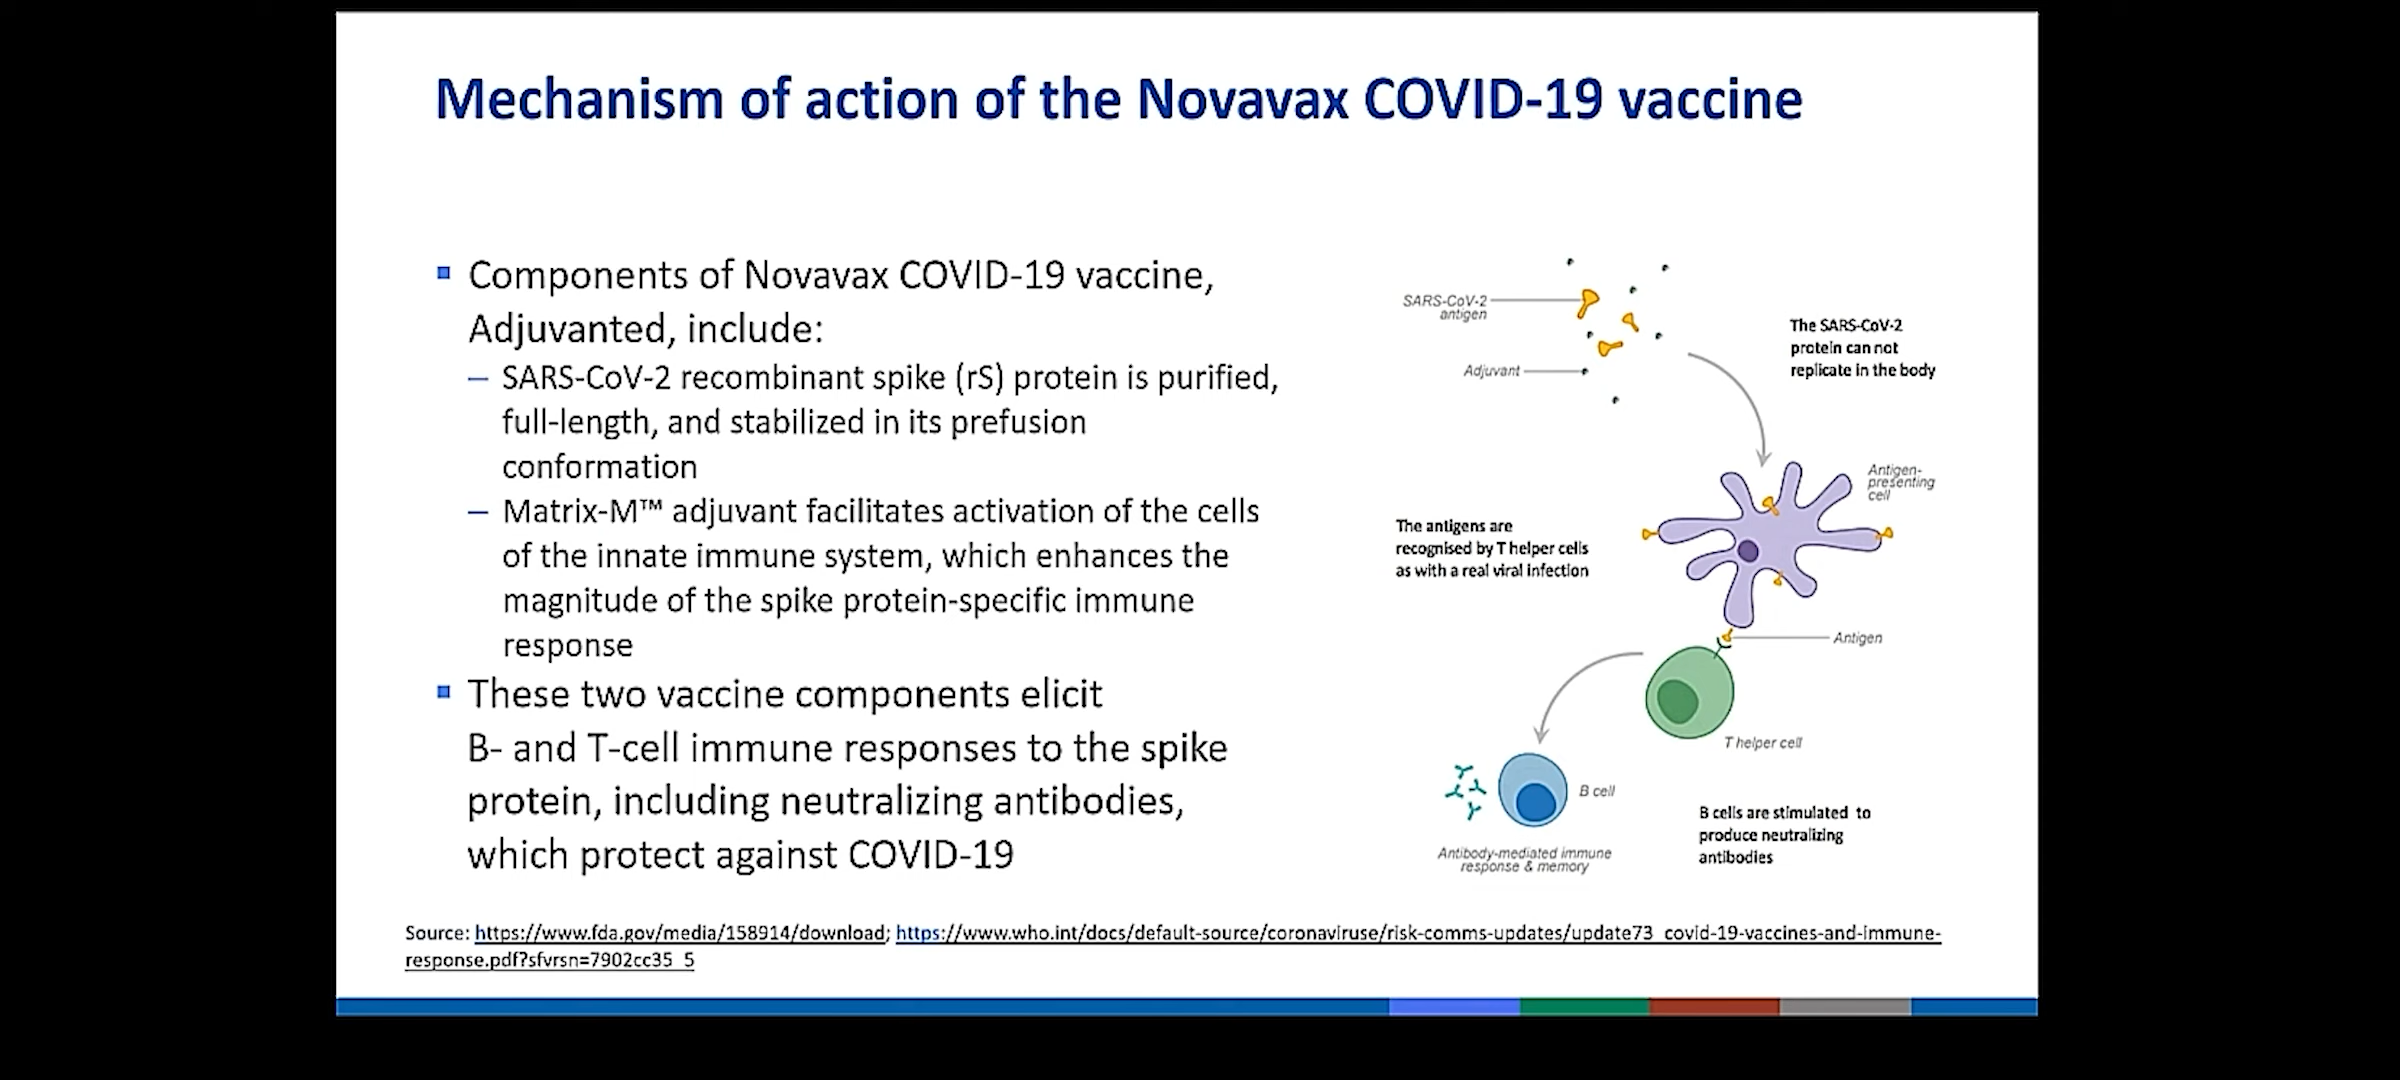 Mechanism of action of the Novavax COVID-19 vaccine
Components of Novavax COVID-19 vaccine,
Adjuvanted, include:
– SARS-CoV-2 recombinant spike (rS) protein is purified,
full-length, and stabilized in its prefusion
conformation
– Matrix-M™ adjuvant facilitates activation of the cells
of the innate immune system, which enhances the
magnitude of the spike protein-specific immune
response
These two vaccine components elicit
B- and T-cell immune responses to the spike
protein, including neutralizing antibodies,
which protect against COVID-19
SARS-CoV-2
antigen
Adjuvant
The SARS-CoV-2
protein can not
replicate in the body
Antigen-
presenting
cell
The antigens are
recognised by T helper cells
as with a real viral infection
Antigen
T helper cell
B cell
B cells are stimulated to
produce neutralizing
antibodies
Antibody-mediated immune
response & memory
Source: https://www.fda.gov/media/158914/download; https://www.who.int/docs/default-source/coronaviruse/risk-comms-updates/update73_covid-19-vaccines-and-immune-
response.pdf?sfvrsn=7902cc35_5